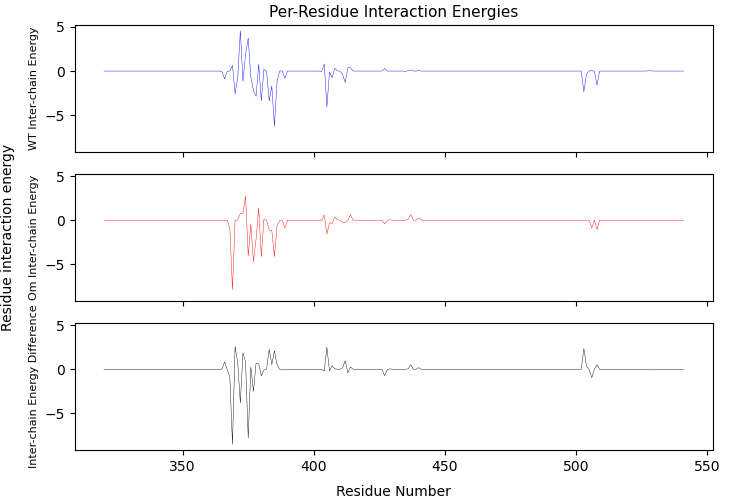 Per-Residue Interaction Energies
Residue interaction energy
WT Inter-chain Energy
5
0
−5
Om Inter-chain Energy
5
0
−5
Inter-chain Energy Difference
5
0
−5
350
400
450
500
550
Residue Number